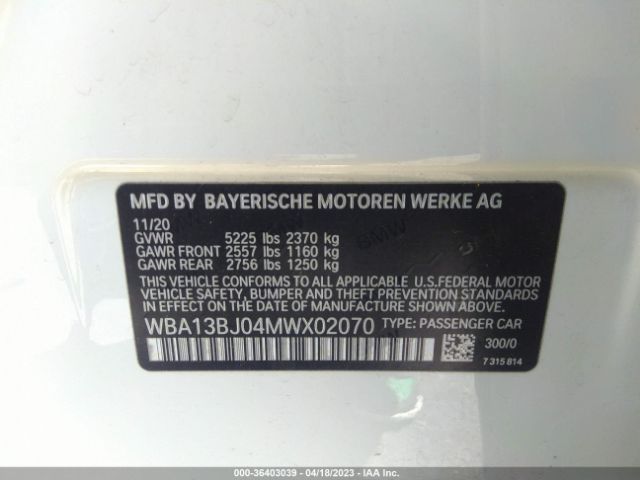 MFD BY BAYERISCHE MOTOREN WERKE AG
11/20
GVWR 5225 lbs 2370 kg
GAWR FRONT 2557 lbs 1160 kg
GAWR REAR 2756 lbs 1250 kg
THIS VEHICLE CONFORMS TO ALL APPLICABLE U.S.FEDERAL MOTOR
VEHICLE SAFETY, BUMPER, AND THEFT PREVENTION STANDARDS IN
EFFECT ON THE DATE OF MANUFACTURE SHOWN ABOVE.
WBA13BJ04MWX02070 TYPE: PASSENGER CAR
300/0
7 315 814
000-36403039 - 04/18/2023 - IAA Inc.